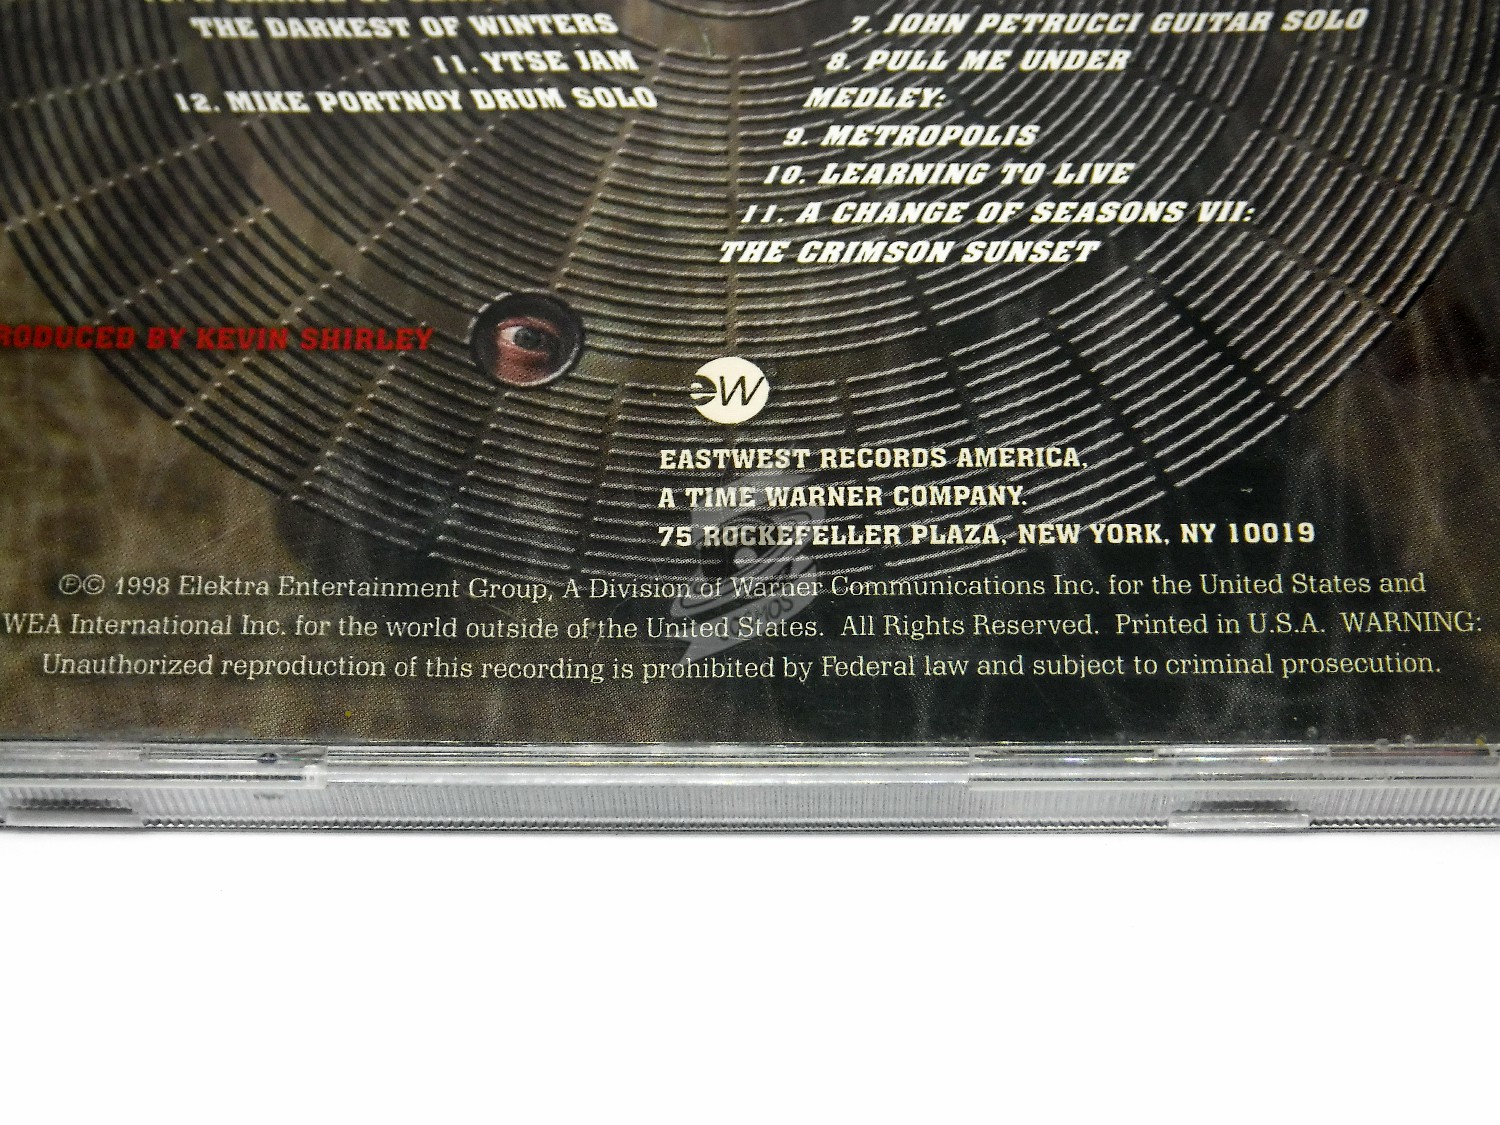 THE DARKEST OF WINTERS
11. YTSE JAM
12. MIKE PORTNOY DRUM SOLO
7. JOHN PETRUCCI GUITAR SOLO
8. PULL ME UNDER
MEDLEY:
9. METROPOLIS
10. LEARNING TO LIVE
11. A CHANGE OF SEASONS VII:
THE CRIMSON SUNSET
RODUCED BY KEVIN SHIRLEY
eW
EASTWEST RECORDS AMERICA,
A TIME WARNER COMPANY.
75 ROCKEFELLER PLAZA, NEW YORK, NY 10019
℗© 1998 Elektra Entertainment Group, A Division of Warner Communications Inc. for the United States and
WEA International Inc. for the world outside of the United States. All Rights Reserved. Printed in U.S.A. WARNING:
Unauthorized reproduction of this recording is prohibited by Federal law and subject to criminal prosecution.